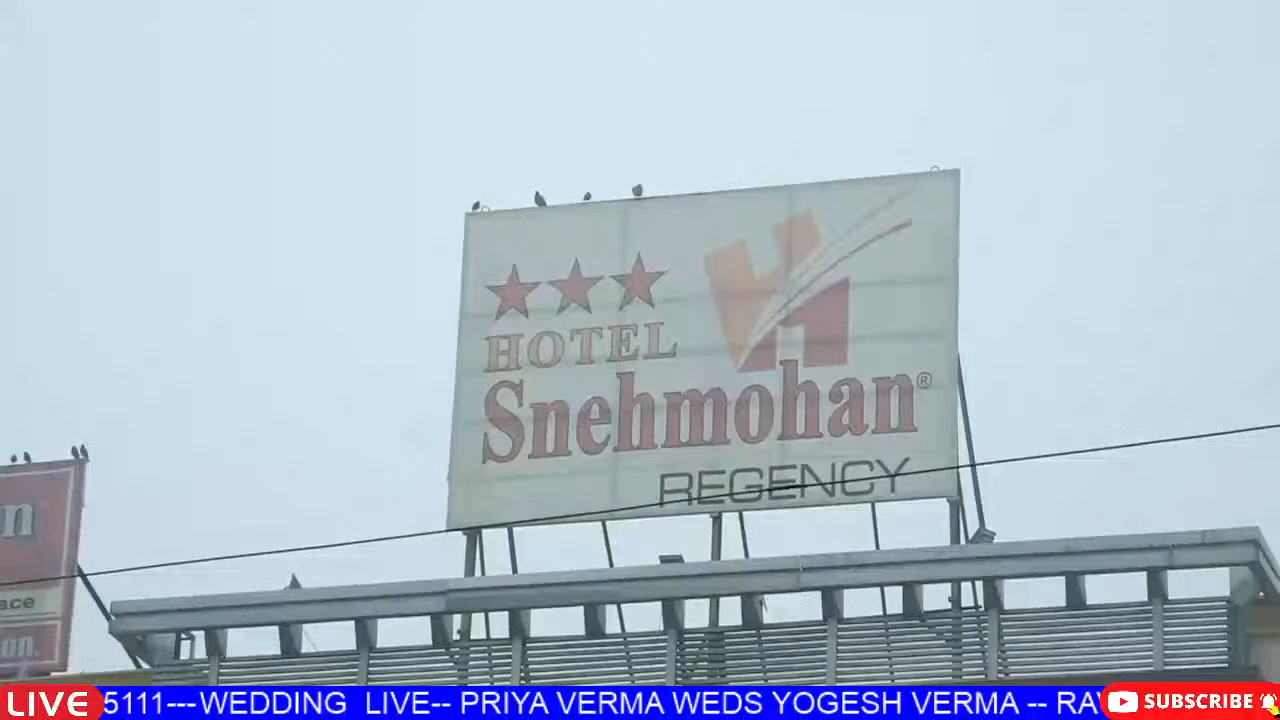 HOTEL
Snehmohan®
REGENCY
n
ace
on
LIVE 5111---WEDDING LIVE-- PRIYA VERMA WEDS YOGESH VERMA -- RA
SUBSCRIBE